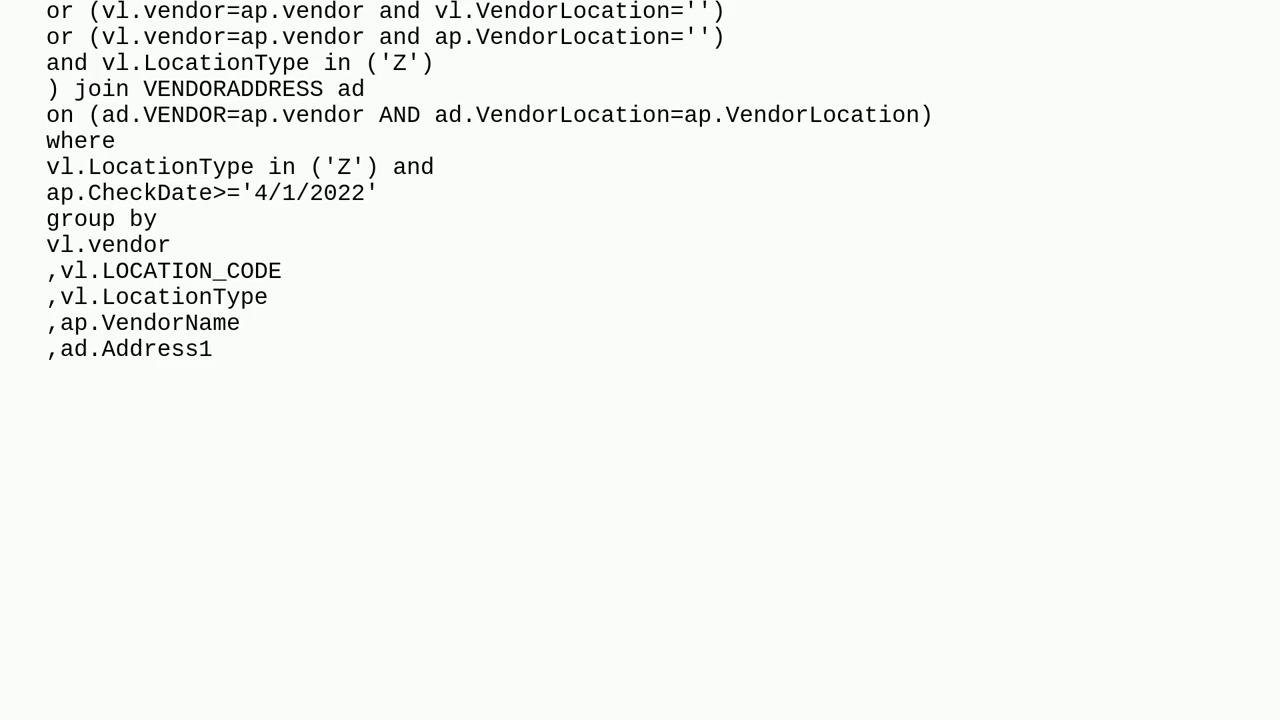 or (vl.vendor=ap.vendor and vl.VendorLocation='')
or (vl.vendor=ap.vendor and ap.VendorLocation='')
and vl.LocationType in ('Z')
) join VENDORADDRESS ad
on (ad.VENDOR=ap.vendor AND ad.VendorLocation=ap.VendorLocation)
where
vl.LocationType in ('Z') and
ap.CheckDate>='4/1/2022'
group by
vl.vendor
,vl.LOCATION_CODE
,vl.LocationType
,ap.VendorName
,ad.Address1